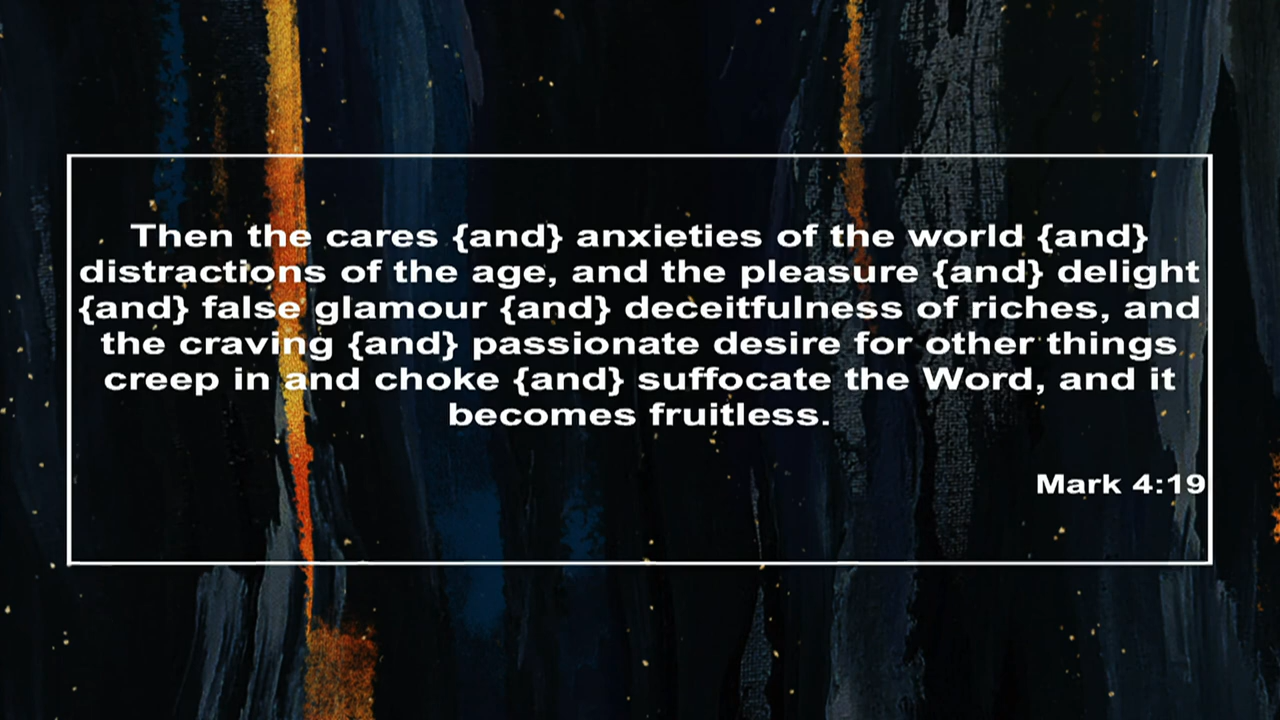 Then the cares {and} anxieties of the world {and}
distractions of the age, and the pleasure {and} delight
{and} false glamour {and} deceitfulness of riches, and
the craving {and} passionate desire for other things
creep in and choke {and} suffocate the Word, and it
becomes fruitless.
Mark 4:19